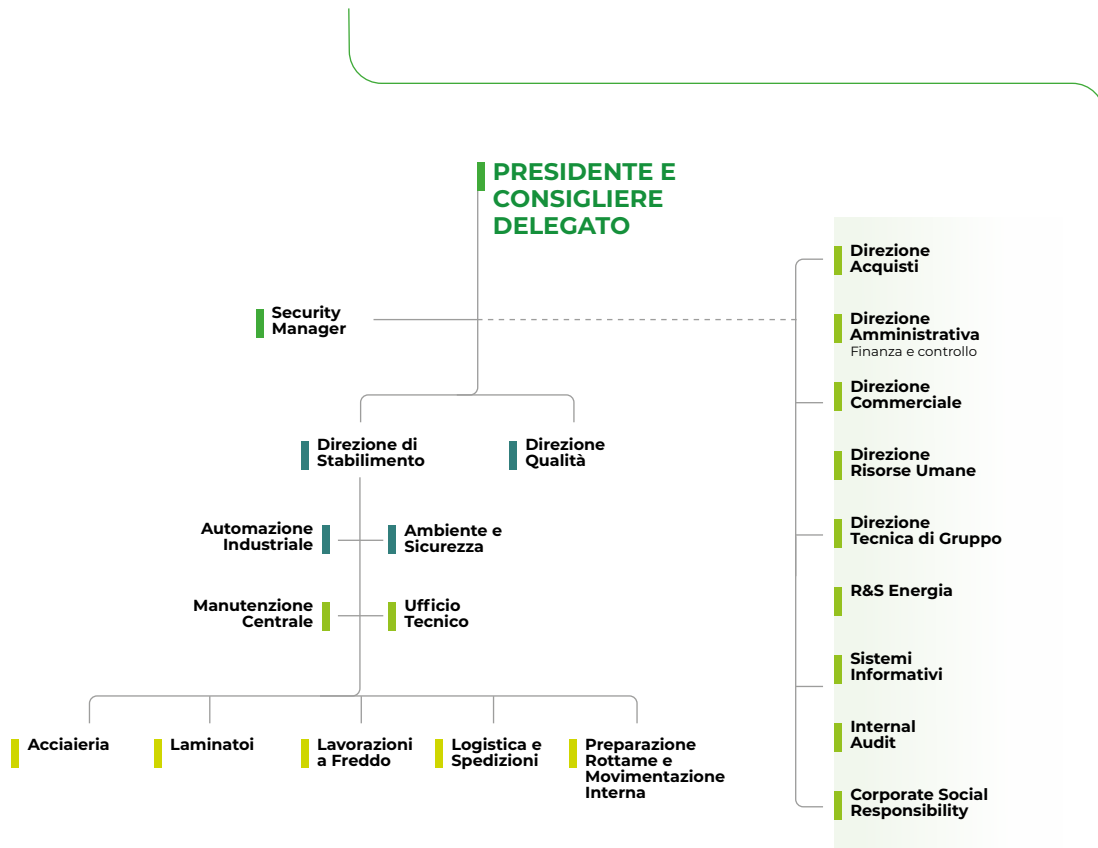 PRESIDENTE E
CONSIGLIERE
DELEGATO
Security
Manager
Direzione di
Stabilimento
Direzione
Qualità
Automazione
Industriale
Ambiente e
Sicurezza
Manutenzione
Centrale
Ufficio
Tecnico
Acciaieria
Laminatoi
Lavorazioni
a Freddo
Logistica e
Spedizioni
Preparazione
Rottame e
Movimentazione
Interna
Direzione
Acquisti
Direzione
Amministrativa
Finanza e controllo
Direzione
Commerciale
Direzione
Risorse Umane
Direzione
Tecnica di Gruppo
R&S Energia
Sistemi
Informativi
Internal
Audit
Corporate Social
Responsibility